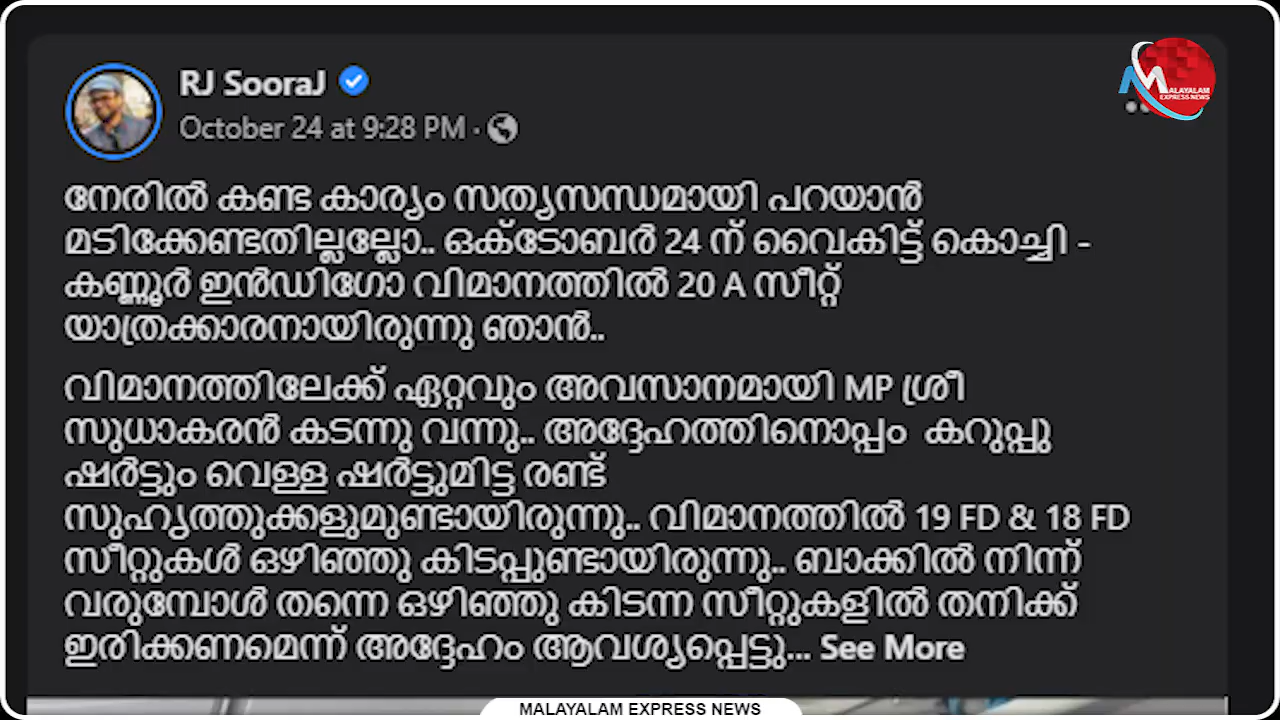 RJ SooraJ
October 24 at 9:28 PM ·
MALAYALAM
EXPRESS NEWS
നേരിൽ കണ്ട കാര്യം സത്യസന്ധമായി പറയാൻ
മടിക്കേണ്ടതില്ലല്ലോ.. ഒക്ടോബർ 24 ന് വൈകിട്ട് കൊച്ചി -
കണ്ണൂർ ഇൻഡിഗോ വിമാനത്തിൽ 20 A സീറ്റ്
യാത്രക്കാരനായിരുന്നു ഞാൻ..
വിമാനത്തിലേക്ക് ഏറ്റവും അവസാനമായി MP ശ്രീ
സുധാകരൻ കടന്നു വന്നു.. അദ്ദേഹത്തിനൊപ്പം കറുപ്പു
ഷർട്ടും വെള്ള ഷർട്ടുമിട്ട രണ്ട്
സുഹൃത്തുക്കളുമുണ്ടായിരുന്നു.. വിമാനത്തിൽ 19 FD & 18 FD
സീറ്റുകൾ ഒഴിഞ്ഞു കിടപ്പുണ്ടായിരുന്നു.. ബാക്കിൽ നിന്ന്
വരുമ്പോൾ തന്നെ ഒഴിഞ്ഞു കിടന്ന സീറ്റുകളിൽ തനിക്ക്
ഇരിക്കണമെന്ന് അദ്ദേഹം ആവശ്യപ്പെട്ടു... See More
MALAYALAM EXPRESS NEWS